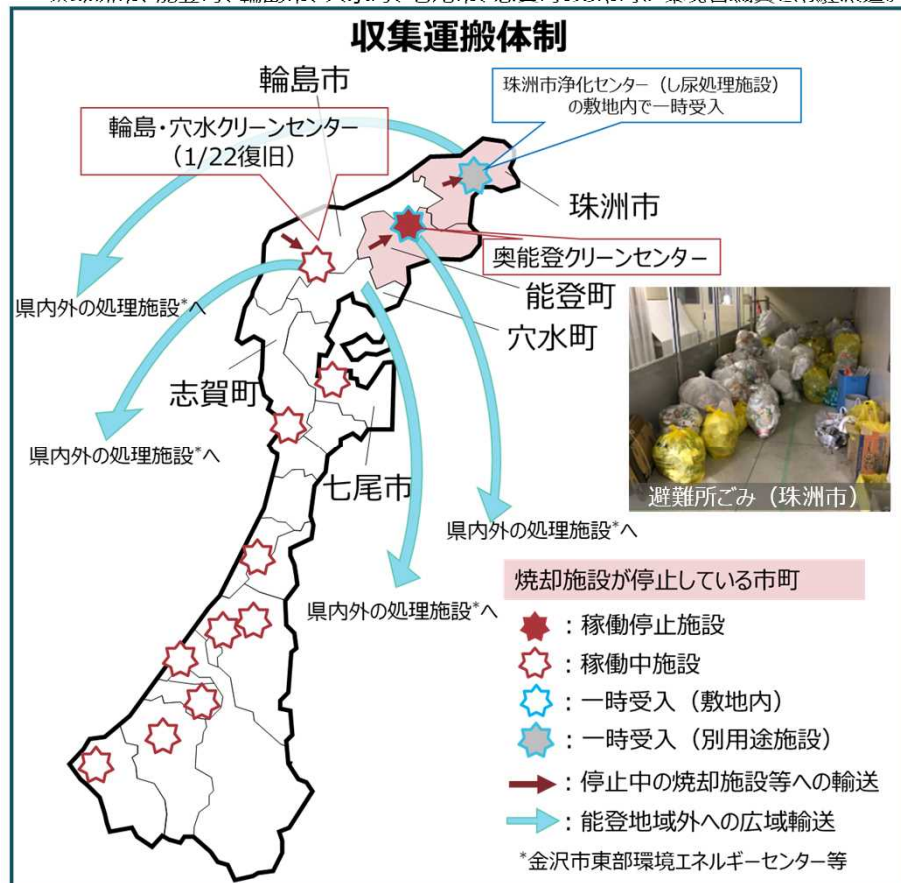 収集運搬体制
輪島市
珠洲市浄化センター（し尿処理施設）
の敷地内で一時受入
輪島・穴水クリーンセンター
（1/22復旧）
珠洲市
奥能登クリーンセンター
能登町
穴水町
県内外の処理施設*へ
志賀町
県内外の処理施設*へ
七尾市
避難所ごみ（珠洲市）
県内外の処理施設*へ
県内外の処理施設*へ
焼却施設が停止している市町
：稼働停止施設
：稼働中施設
：一時受入（敷地内）
：一時受入（別用途施設）
：停止中の焼却施設等への輸送
：能登地域外への広域輸送
*金沢市東部環境エネルギーセンター等